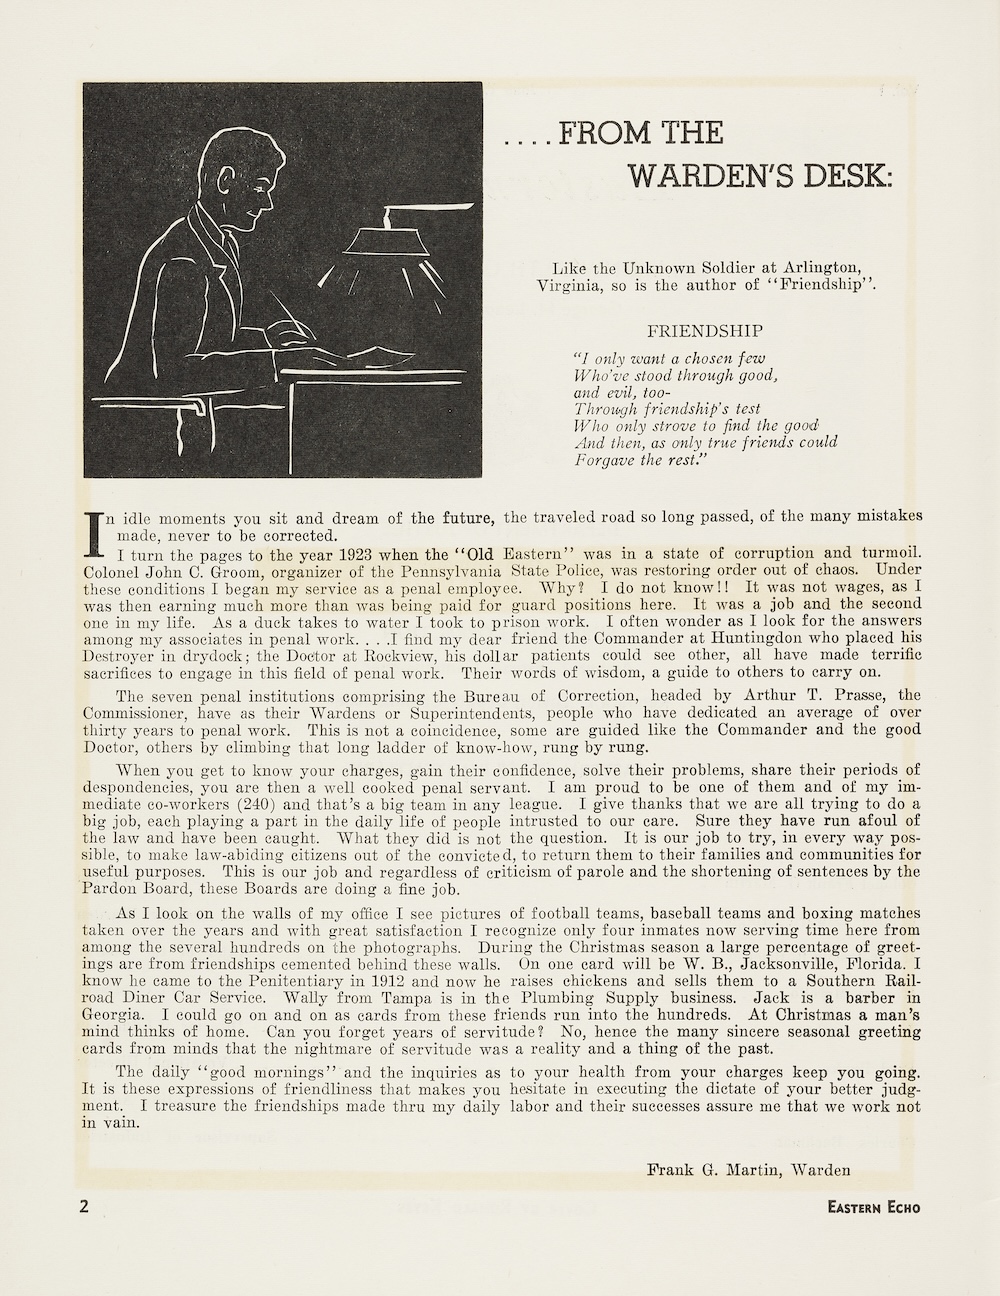 ....FROM THE
WARDEN'S DESK:
Like the Unknown Soldier at Arlington,
Virginia, so is the author of "Friendship".
FRIENDSHIP
"I only want a chosen few
Who've stood through good,
and evil, too-
Through friendship's test
Who only strove to find the good
And then, as only true friends could
Forgave the rest."
In idle moments you sit and dream of the future, the traveled road so long passed, of the many mistakes
made, never to be corrected.
I turn the pages to the year 1923 when the "Old Eastern" was in a state of corruption and turmoil.
Colonel John C. Groom, organizer of the Pennsylvania State Police, was restoring order out of chaos. Under
these conditions I began my service as a penal employee. Why? I do not know!! It was not wages, as I
was then earning much more than was being paid for guard positions here. It was a job and the second
one in my life. As a duck takes to water I took to prison work. I often wonder as I look for the answers
among my associates in penal work. . . .I find my dear friend the Commander at Huntingdon who placed his
Destroyer in drydock; the Doctor at Rockview, his dollar patients could see other, all have made terrific
sacrifices to engage in this field of penal work. Their words of wisdom, a guide to others to carry on.
The seven penal institutions comprising the Bureau of Correction, headed by Arthur T. Prasse, the
Commissioner, have as their Wardens or Superintendents, people who have dedicated an average of over
thirty years to penal work. This is not a coincidence, some are guided like the Commander and the good
Doctor, others by climbing that long ladder of know-how, rung by rung.
When you get to know your charges, gain their confidence, solve their problems, share their periods of
despondencies, you are then a well cooked penal servant. I am proud to be one of them and of my im-
mediate co-workers (240) and that's a big team in any league. I give thanks that we are all trying to do a
big job, each playing a part in the daily life of people intrusted to our care. Sure they have run afoul of
the law and have been caught. What they did is not the question. It is our job to try, in every way pos-
sible, to make law-abiding citizens out of the convicted, to return them to their families and communities for
useful purposes. This is our job and regardless of criticism of parole and the shortening of sentences by the
Pardon Board, these Boards are doing a fine job.
As I look on the walls of my office I see pictures of football teams, baseball teams and boxing matches
taken over the years and with great satisfaction I recognize only four inmates now serving time here from
among the several hundreds on the photographs. During the Christmas season a large percentage of greet-
ings are from friendships cemented behind these walls. On one card will be W. B., Jacksonville, Florida. I
know he came to the Penitentiary in 1912 and now he raises chickens and sells them to a Southern Rail-
road Diner Car Service. Wally from Tampa is in the Plumbing Supply business. Jack is a barber in
Georgia. I could go on and on as cards from these friends run into the hundreds. At Christmas a man's
mind thinks of home. Can you forget years of servitude? No, hence the many sincere seasonal greeting
cards from minds that the nightmare of servitude was a reality and a thing of the past.
The daily "good mornings" and the inquiries as to your health from your charges keep you going.
It is these expressions of friendliness that makes you hesitate in executing the dictate of your better judg-
ment. I treasure the friendships made thru my daily labor and their successes assure me that we work not
in vain.
Frank G. Martin, Warden
2
EASTERN ECHO